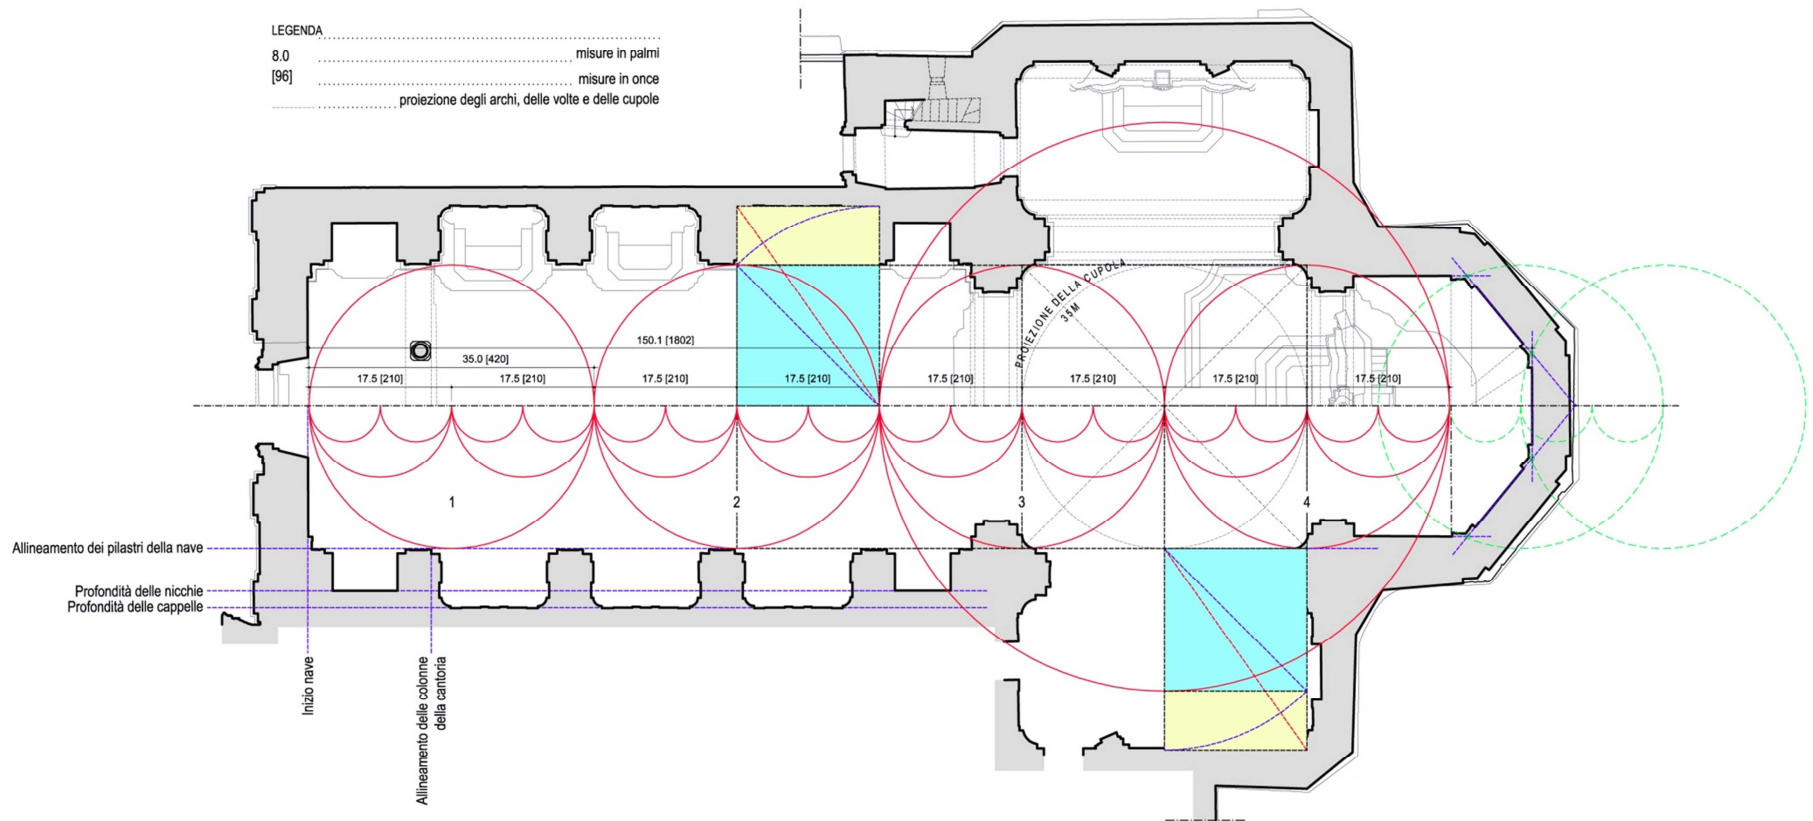 LEGENDA
8.0 misure in palmi
[96] misure in once
proiezione degli archi, delle volte e delle cupole
PROIEZIONE DELLA CUPOLA
35M
150.1 [1802]
35.0 [420]
17.5 [210] 17.5 [210] 17.5 [210] 17.5 [210] 17.5 [210] 17.5 [210] 17.5 [210] 17.5 [210]
1 2 3 4
Allineamento dei pilastri della nave
Profondità delle nicchie
Profondità delle cappelle
Inizio nave
Allineamento delle colonne
della cantoria